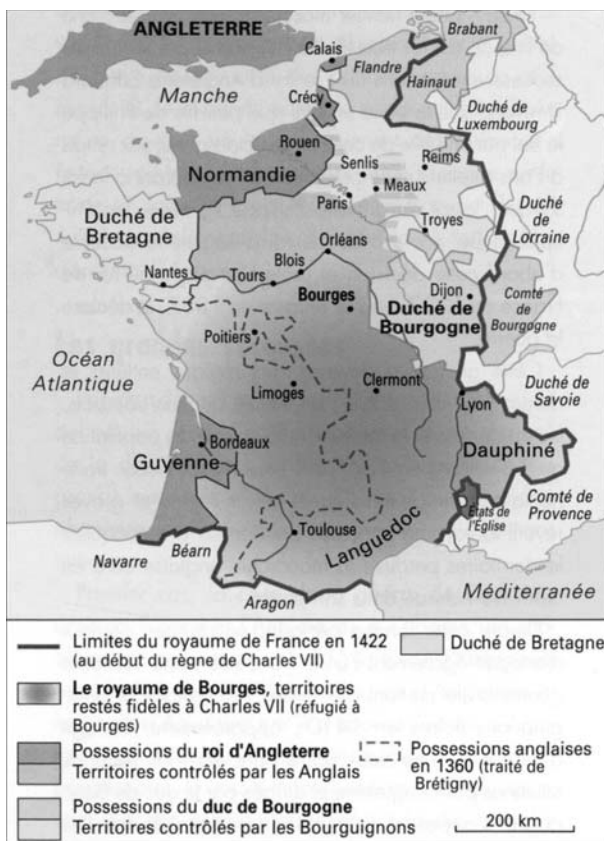 ANGLETERRE
Brabant
Calais
Flandre
Manche
Crécy
Hainaut
Duché de
Luxembourg
Rouen
Senlis
Reims
Normandie
Meaux
Paris
Duché de
Bretagne
Troyes
Duché
de
Lorraine
Orléans
Blois
Nantes
Tours
Bourges
Dijon
Duché de
Bourgogne
Comté
de
Bourgogne
Poitiers
Océan
Atlantique
Limoges
Clermont
Duché de
Savoie
Lyon
Bordeaux
Dauphiné
Guyenne
États de
l'Église
Comté de
Provence
Toulouse
Languedoc
Navarre
Béarn
Aragon
Méditerranée
Limites du royaume de France en 1422
(au début du règne de Charles VII)
Duché de Bretagne
Le royaume de Bourges, territoires
restés fidèles à Charles VII (réfugié à
Bourges)
Possessions du roi d'Angleterre
Territoires contrôlés par les Anglais
Possessions anglaises
en 1360 (traité de
Brétigny)
Possessions du duc de Bourgogne
Territoires contrôlés par les Bourguignons
200 km